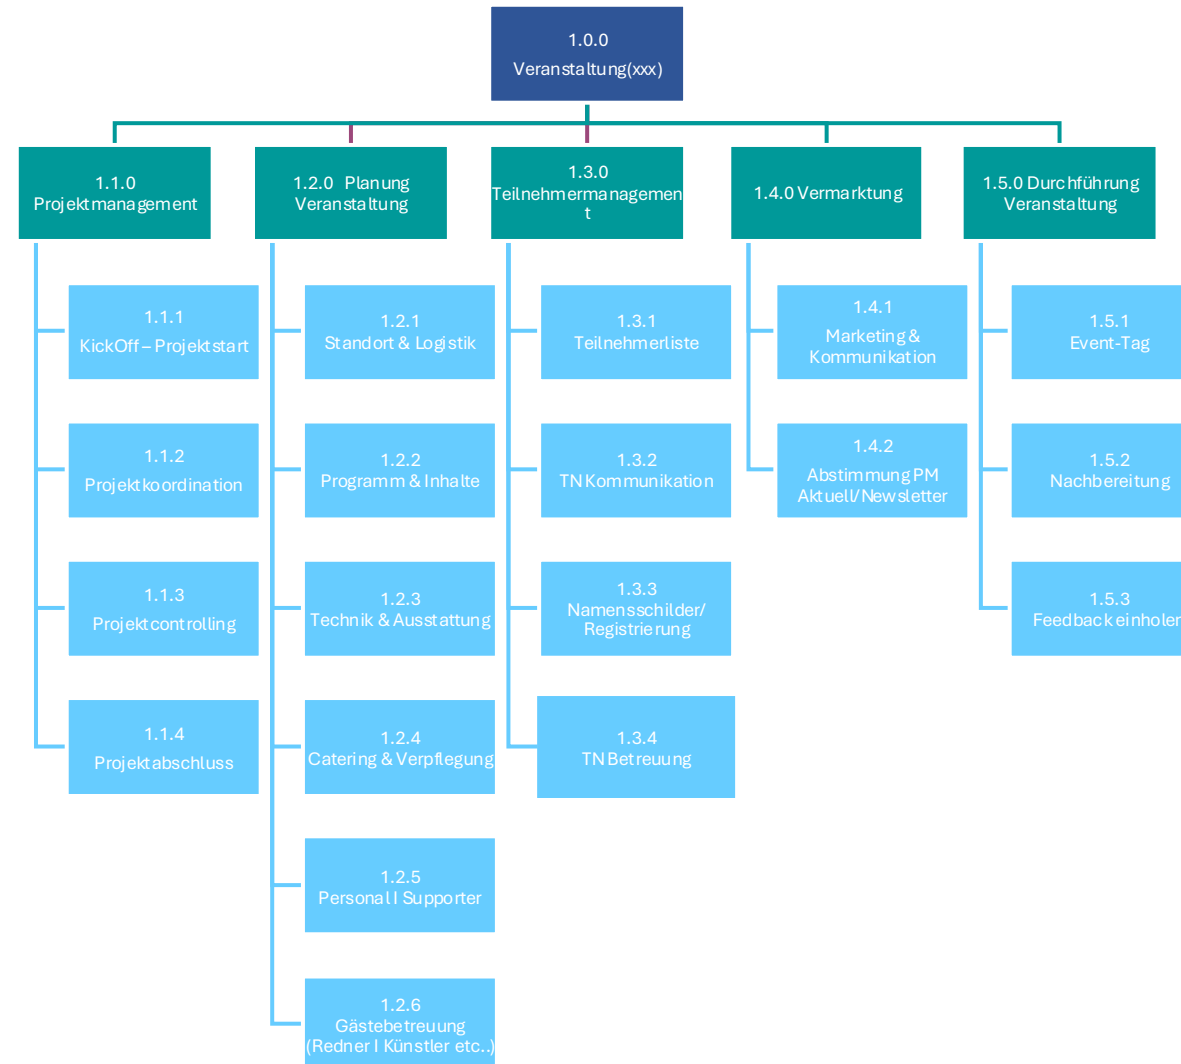 1.0.0
Veranstaltung(xxx)
1.1.0
Projektmanagement
1.2.0 Planung
Veranstaltung
1.3.0
Teilnehmermanagemen
t
1.4.0 Vermarktung
1.5.0 Durchführung
Veranstaltung
1.1.1
KickOff – Projektstart
1.1.2
Projektkoordination
1.1.3
Projektcontrolling
1.1.4
Projektabschluss
1.2.1
Standort & Logistik
1.2.2
Programm & Inhalte
1.2.3
Technik & Ausstattung
1.2.4
Catering & Verpflegung
1.2.5
Personal I Supporter
1.2.6
Gästebetreuung
(Redner I Künstler etc..)
1.3.1
Teilnehmerliste
1.3.2
TN Kommunikation
1.3.3
Namensschilder/
Registrierung
1.3.4
TN Betreuung
1.4.1
Marketing &
Kommunikation
1.4.2
Abstimmung PM
Aktuell/Newsletter
1.5.1
Event-Tag
1.5.2
Nachbereitung
1.5.3
Feedback einholen